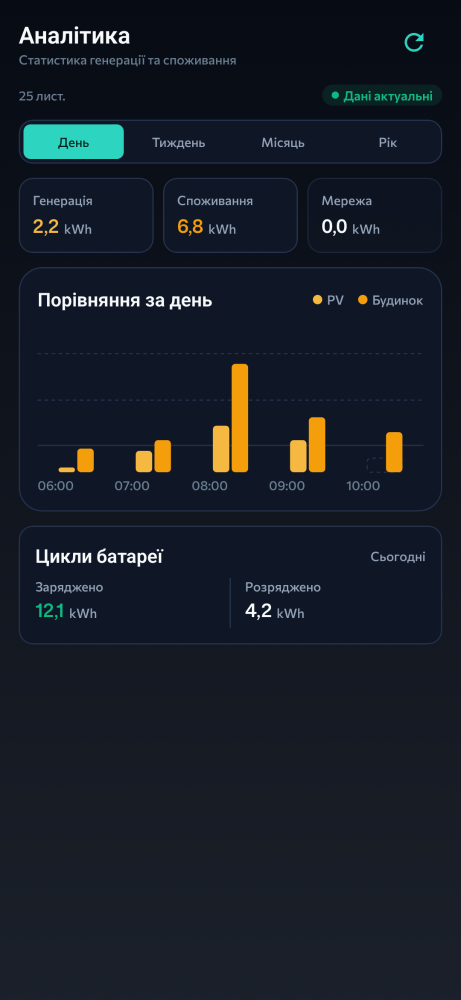 Аналітика
Статистика генерації та споживання
25 лист.
Дані актуальні
День Тиждень Місяць Рік
Генерація Споживання Мережа
2,2 kWh 6,8 kWh 0,0 kWh
Порівняння за день PV Будинок
06:00 07:00 08:00 09:00 10:00
Цикли батареї Сьогодні
Заряджено Розряджено
12,1 kWh 4,2 kWh